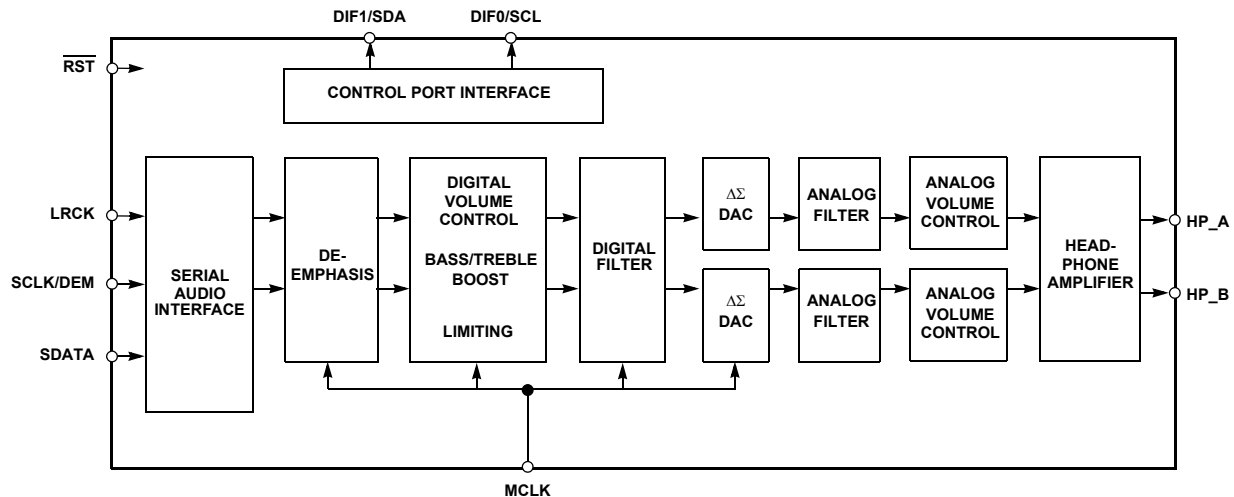 DIF1/SDA
DIF0/SCL
RST
CONTROL PORT INTERFACE
LRCK
SCLK/DEM
SDATA
SERIAL
AUDIO
INTERFACE
DE-
EMPHASIS
DIGITAL
VOLUME
CONTROL
BASS/TREBLE
BOOST
LIMITING
DIGITAL
FILTER
ΔΣ
DAC
ANALOG
FILTER
ANALOG
VOLUME
CONTROL
ΔΣ
DAC
ANALOG
FILTER
ANALOG
VOLUME
CONTROL
HEAD-
PHONE
AMPLIFIER
HP_A
HP_B
MCLK